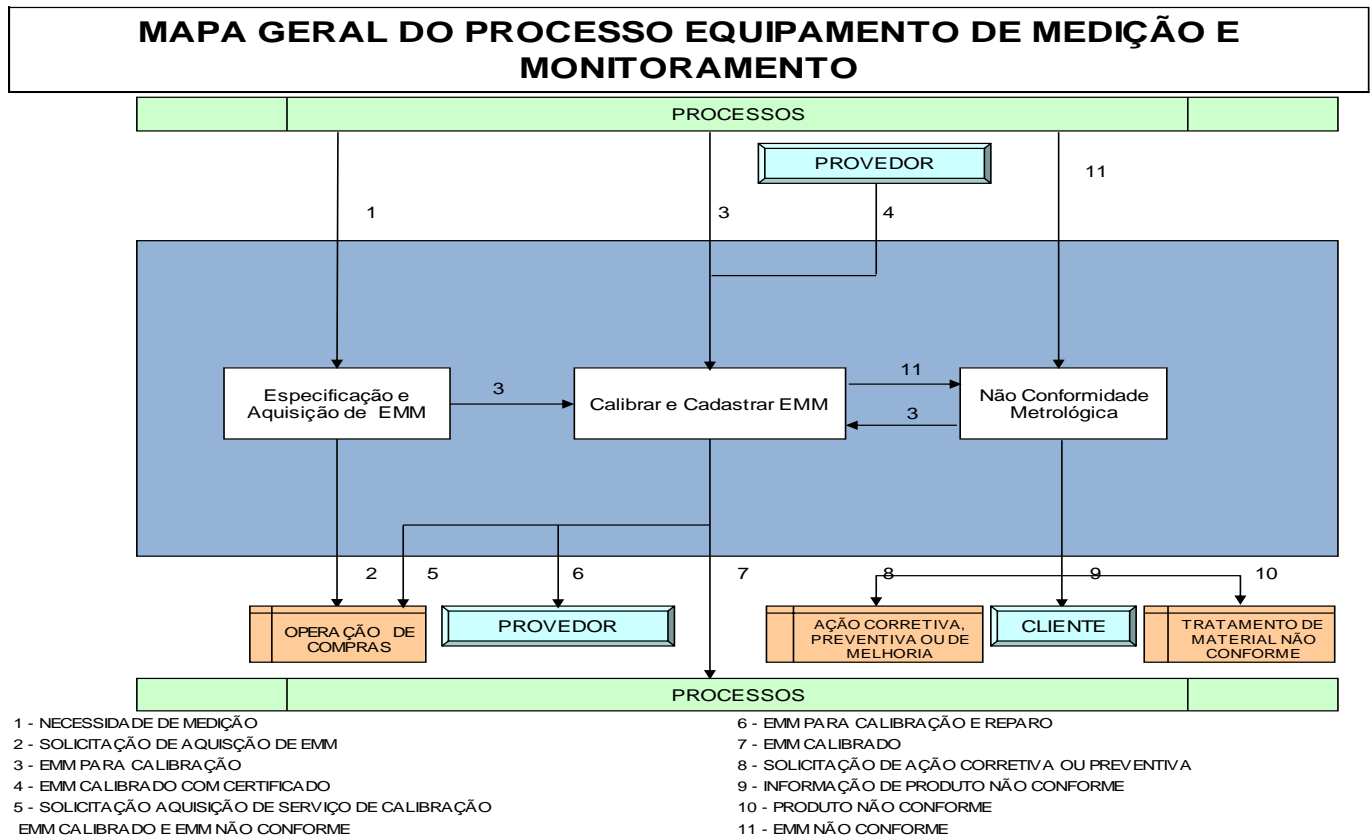 MAPA GERAL DO PROCESSO EQUIPAMENTO DE MEDIÇÃO E
MONITORAMENTO
PROCESSOS
PROVEDOR
11
1
3
4
Especificação e
Aquisição de EMM
3
Calibrar e Cadastrar EMM
11
3
Não Conformidade
Metrológica
2
5
6
7
8
9
10
OPERAÇÃO DE
COMPRAS
PROVEDOR
AÇÃO CORRETIVA,
PREVENTIVA OU DE
MELHORIA
CLIENTE
TRATAMENTO DE
MATERIAL NÃO
CONFORME
PROCESSOS
1 - NECESSIDADE DE MEDIÇÃO
2 - SOLICITAÇÃO DE AQUISÇÃO DE EMM
3 - EMM PARA CALIBRAÇÃO
4 - EMM CALIBRADO COM CERTIFICADO
5 - SOLICITAÇÃO AQUISIÇÃO DE SERVIÇO DE CALIBRAÇÃO
EMM CALIBRADO E EMM NÃO CONFORME
6 - EMM PARA CALIBRAÇÃO E REPARO
7 - EMM CALIBRADO
8 - SOLICITAÇÃO DE AÇÃO CORRETIVA OU PREVENTIVA
9 - INFORMAÇÃO DE PRODUTO NÃO CONFORME
10 - PRODUTO NÃO CONFORME
11 - EMM NÃO CONFORME